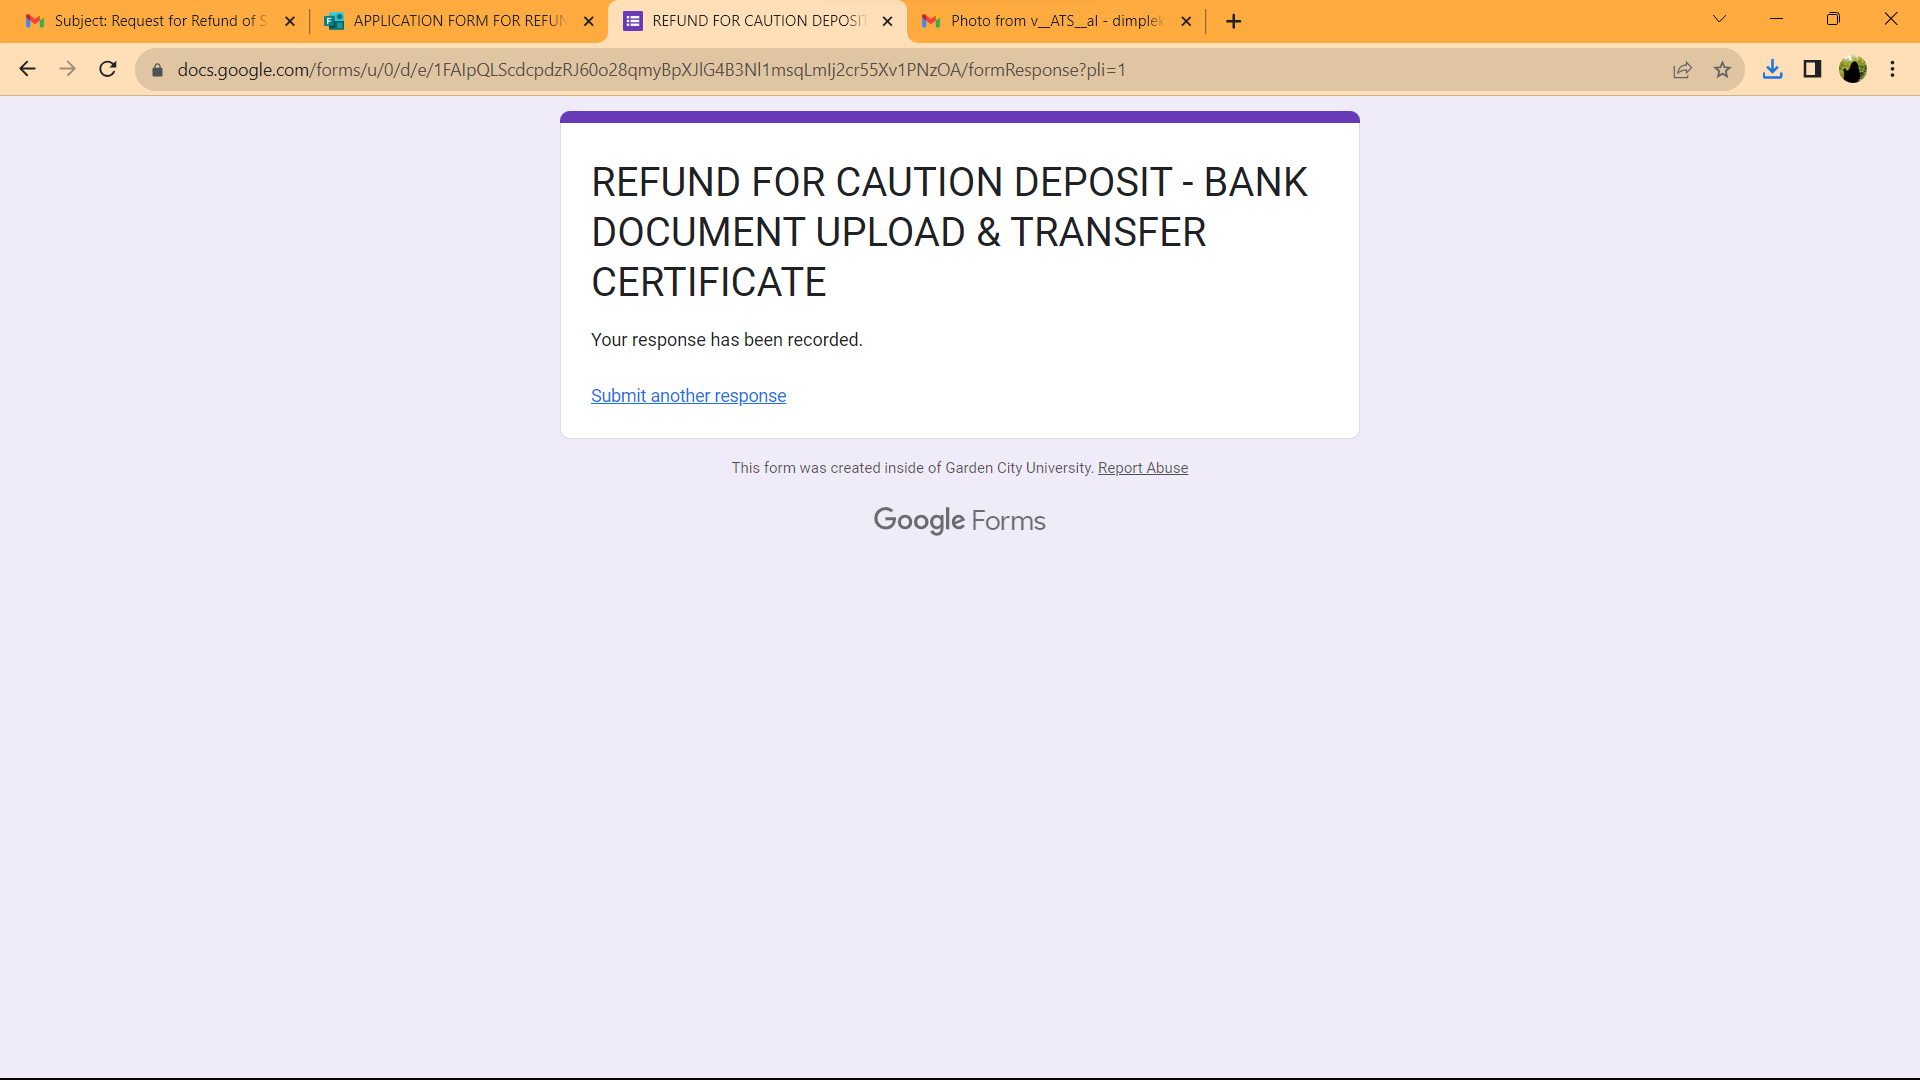 Subject: Request for Refund of S
APPLICATION FORM FOR REFUN
REFUND FOR CAUTION DEPOSIT
Photo from v__ATS__al - dimplek
docs.google.com/forms/u/0/d/e/1FAIpQLScdcpdzRJ60o28qmyBpXJlG4B3Nl1msqLmIj2cr55Xv1PNzOA/formResponse?pli=1
REFUND FOR CAUTION DEPOSIT - BANK
DOCUMENT UPLOAD & TRANSFER
CERTIFICATE
Your response has been recorded.
Submit another response
This form was created inside of Garden City University. Report Abuse
Google Forms